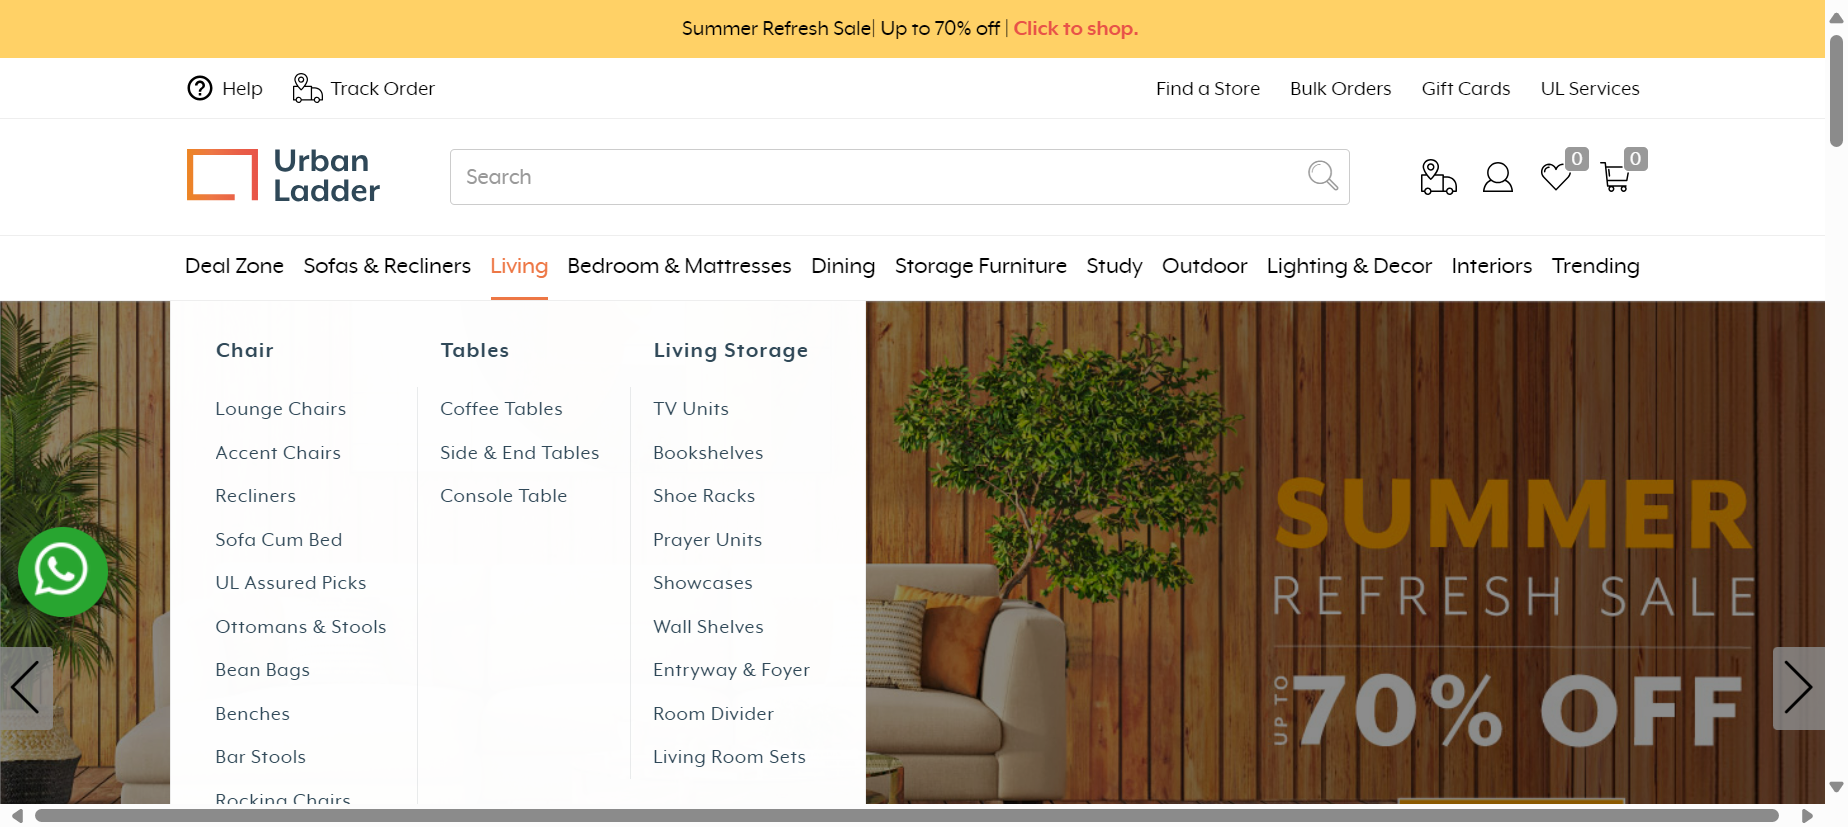 Summer Refresh Sale| Up to 70% off | Click to shop.
Help
Track Order
Find a Store
Bulk Orders
Gift Cards
UL Services
Urban
Ladder
Search
0
0
Deal Zone
Sofas & Recliners
Living
Bedroom & Mattresses
Dining
Storage Furniture
Study
Outdoor
Lighting & Decor
Interiors
Trending
Chair
Lounge Chairs
Accent Chairs
Recliners
Sofa Cum Bed
UL Assured Picks
Ottomans & Stools
Bean Bags
Benches
Bar Stools
Rocking Chairs
Tables
Coffee Tables
Side & End Tables
Console Table
Living Storage
TV Units
Bookshelves
Shoe Racks
Prayer Units
Showcases
Wall Shelves
Entryway & Foyer
Room Divider
Living Room Sets
SUMMER
REFRESH SALE
UP TO
70% OFF